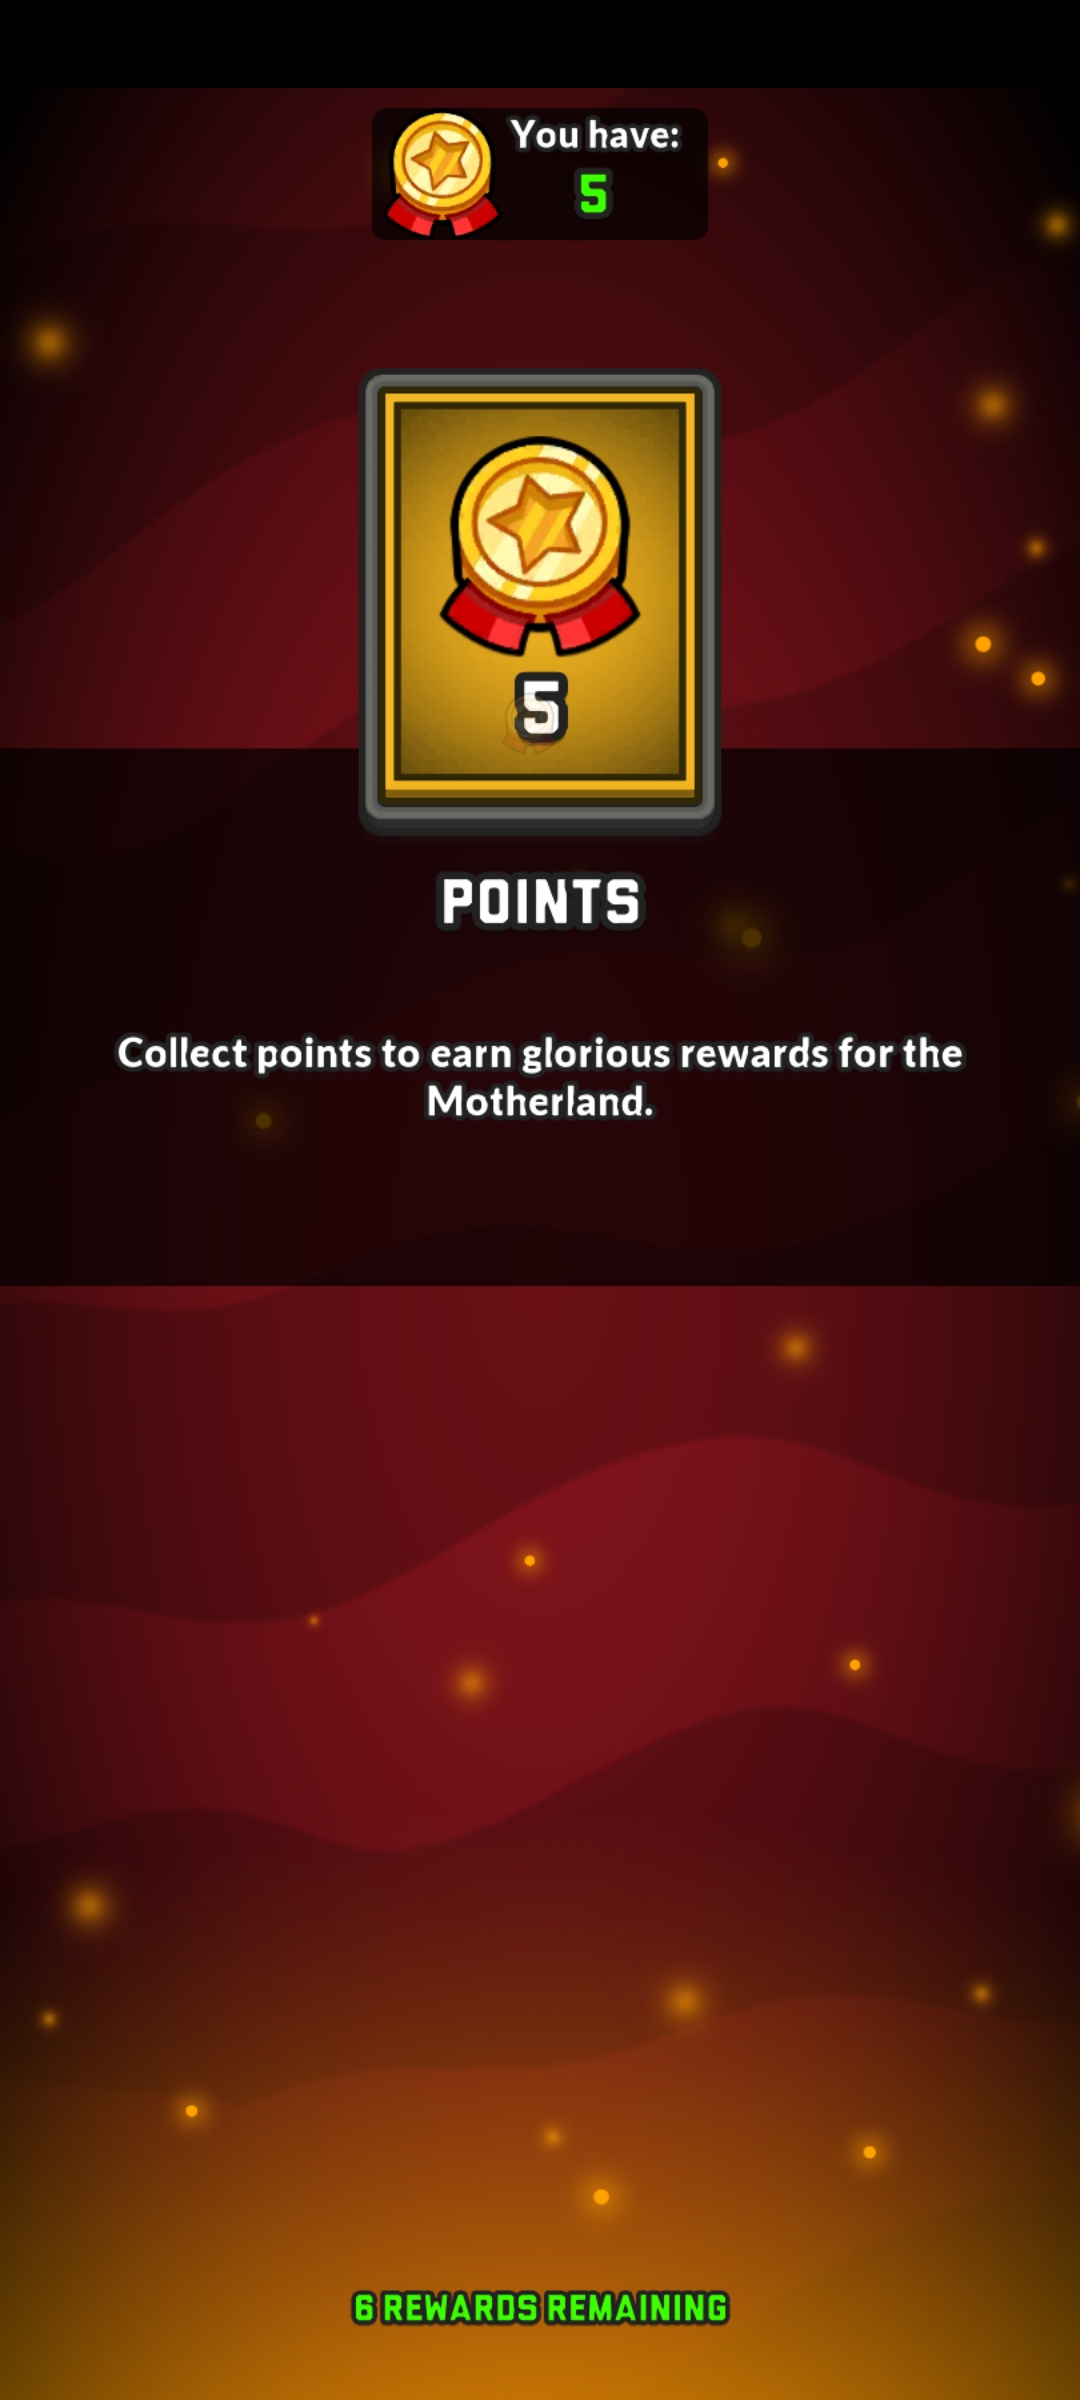 You have:
5
5
POINTS
Collect points to earn glorious rewards for the
Motherland.
6 REWARDS REMAINING